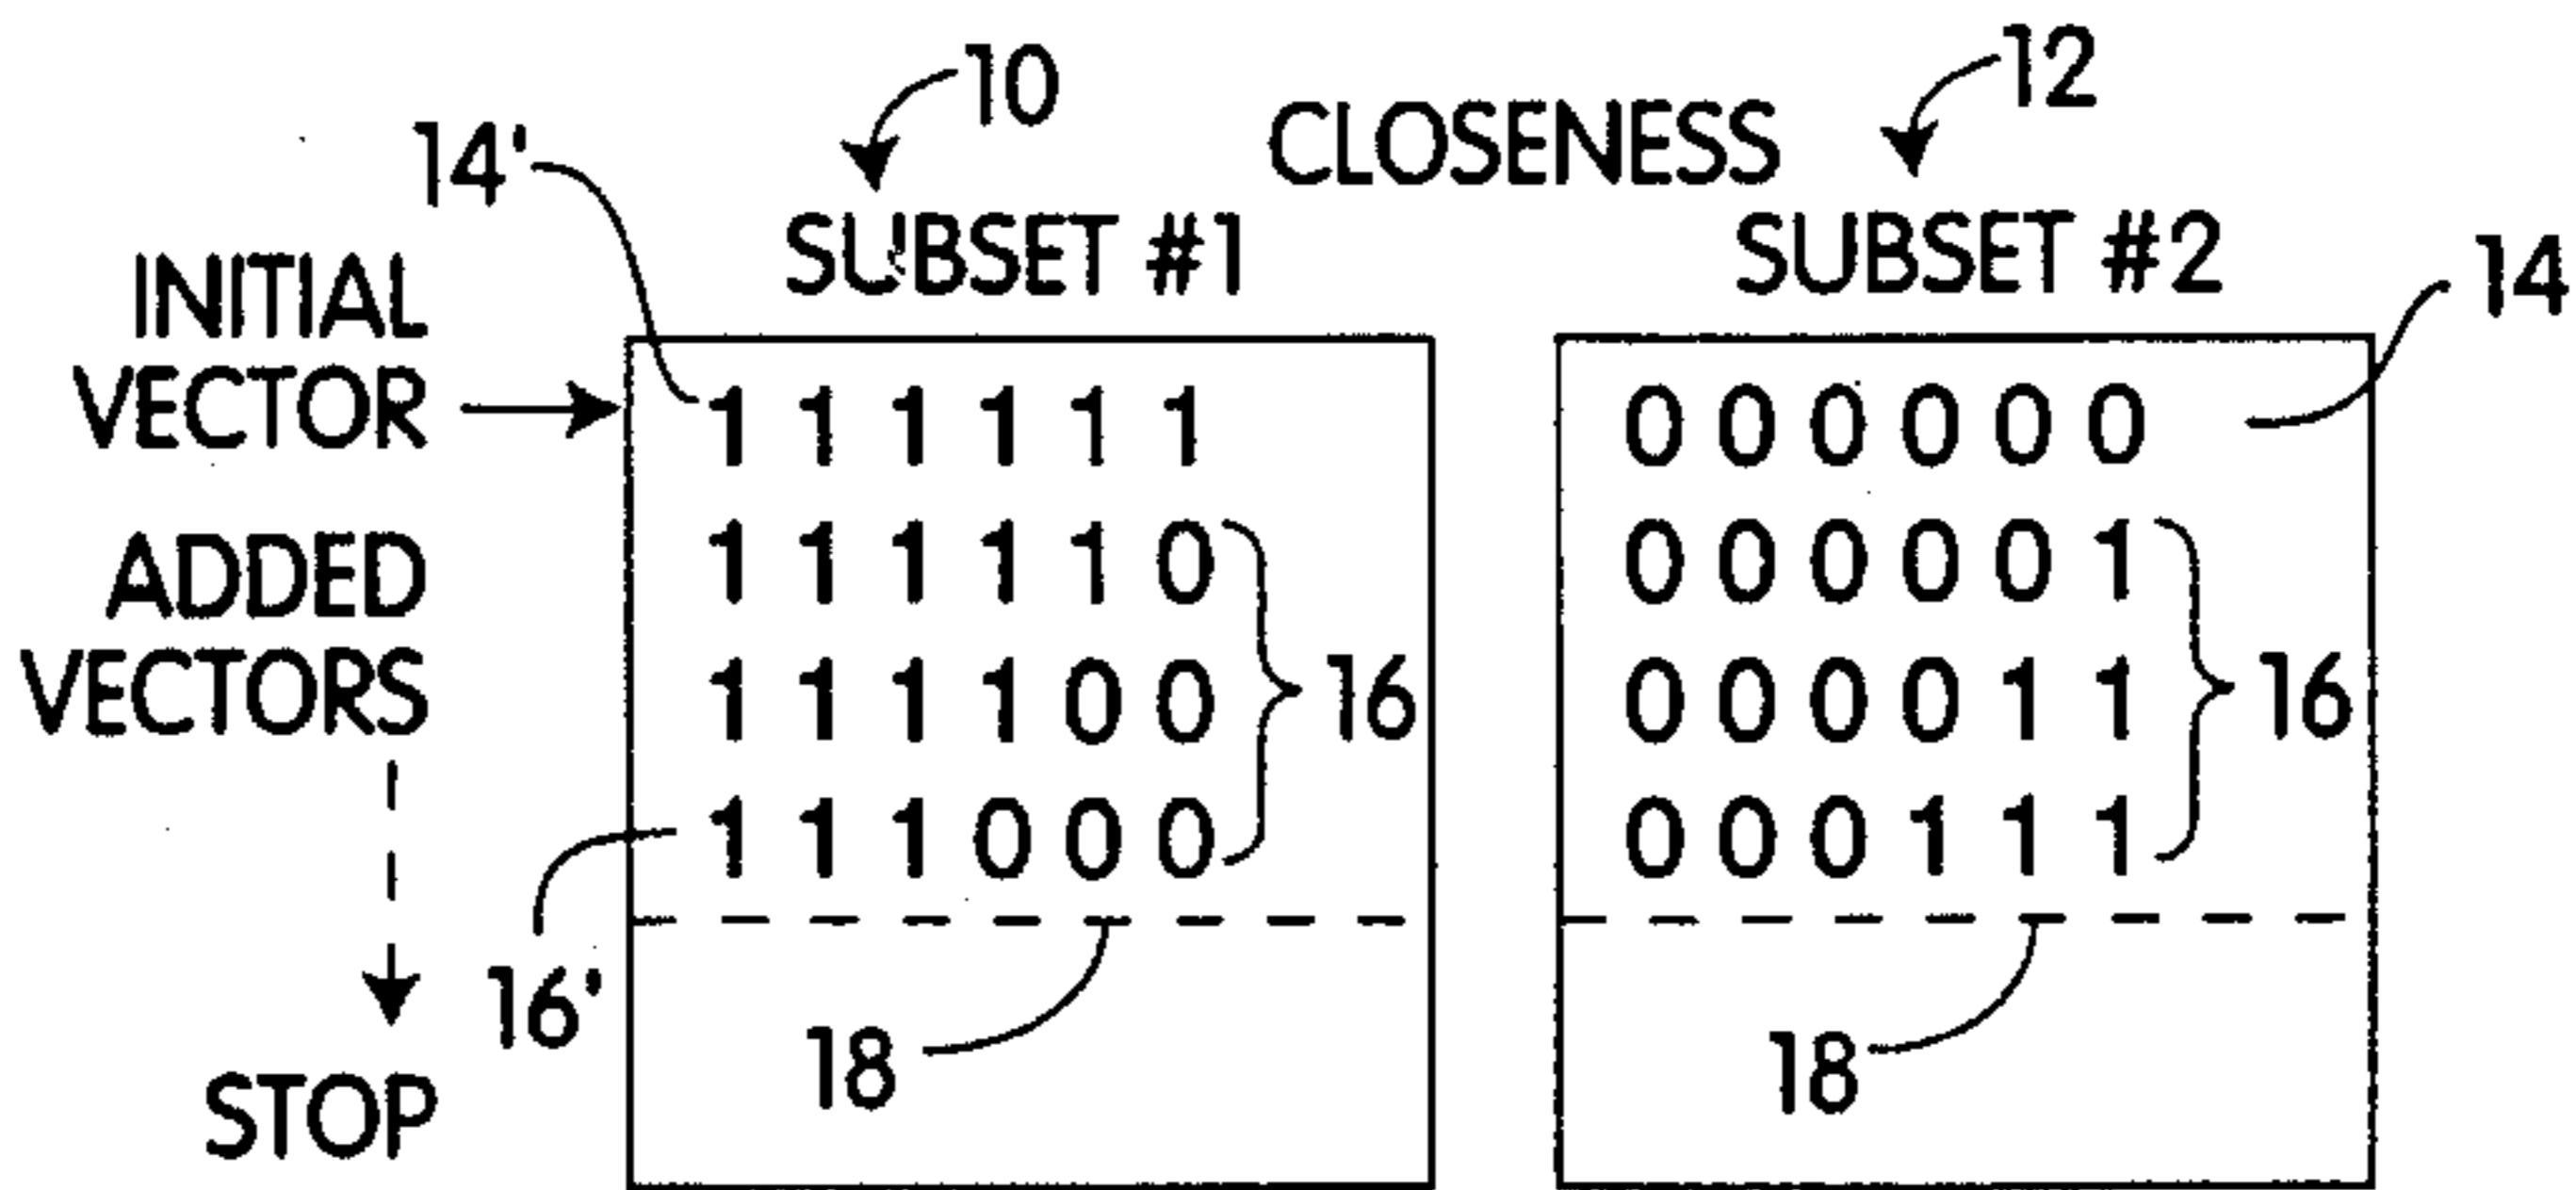 10
12
CLOSENESS
14'
SUBSET #1
SUBSET #2
14
INITIAL
VECTOR
1 1 1 1 1 1
0 0 0 0 0 0
ADDED
VECTORS
1 1 1 1 1 0
0 0 0 0 0 1
1 1 1 1 0 0
16
0 0 0 0 1 1
16
1 1 1 0 0 0
0 0 0 1 1 1
16'
18
18
STOP